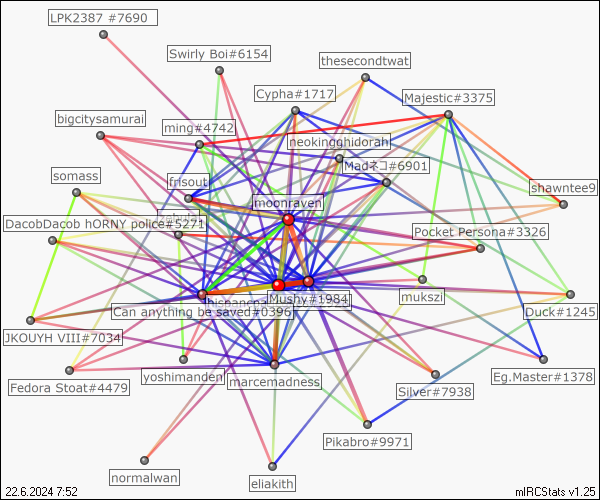 LPK2387 #7690
Swirly Boi#6154
thesecondtwat
Cypha#1717
Majestic#3375
bigcitysamurai
ming#4742
neokingghidorah
Madネコ#6901
somass
frisout
shawntee9
moonraven
DacobDacob hORNY police#5271
Pocket Persona#3326
Mushy#1984
mukszi
Can anything be saved#0396
Duck#1245
JKOUYH VIII#7034
yoshimanden
marcemadness
Eg.Master#1378
Fedora Stoat#4479
Silver#7938
Pikabro#9971
normalwan
eliakith
22.6.2024 7:52
mIRCStats v1.25